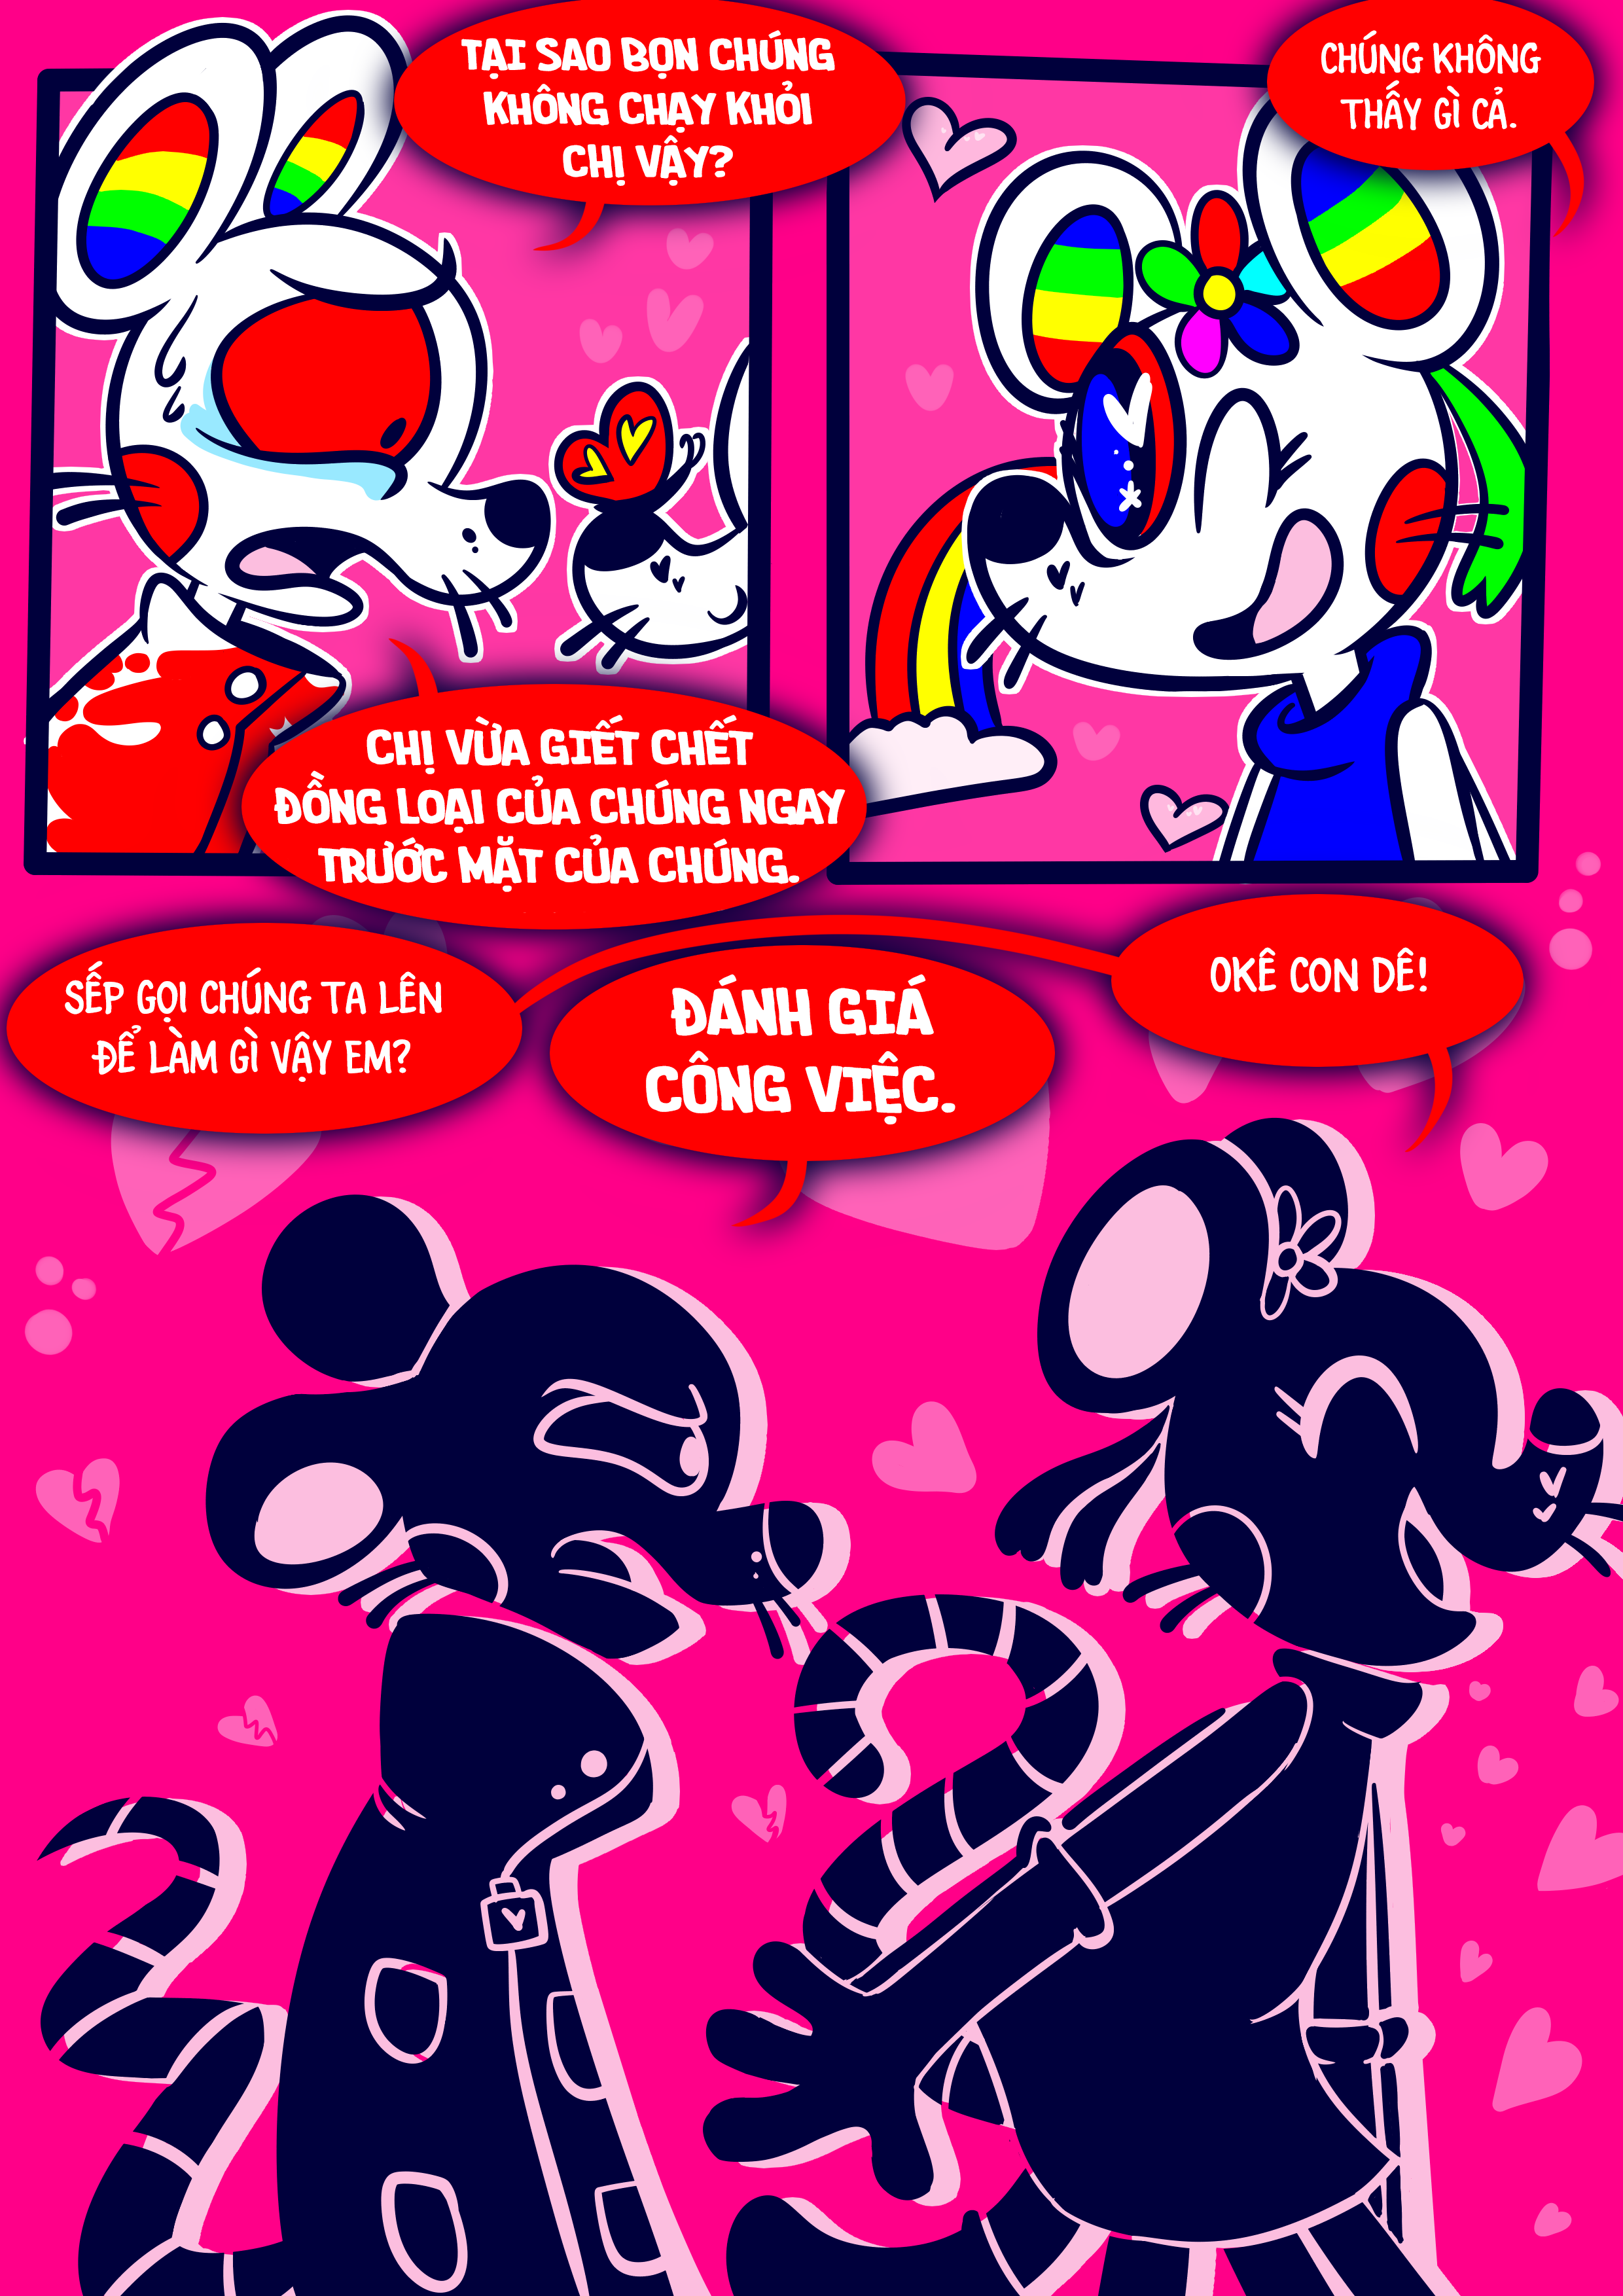 TẠI SAO BỌN CHÚNG
KHÔNG CHẠY KHỎI
CHỊ VẬY?
CHỊ VỪA GIẾT CHẾT
ĐỒNG LOẠI CỦA CHÚNG NGAY
TRƯỚC MẶT CỦA CHÚNG.
CHÚNG KHÔNG
THẤY GÌ CẢ.
SẾP GỌI CHÚNG TA LÊN
ĐỂ LÀM GÌ VẬY EM?
ĐÁNH GIÁ
CÔNG VIỆC.
OKÊ CON DÊ!